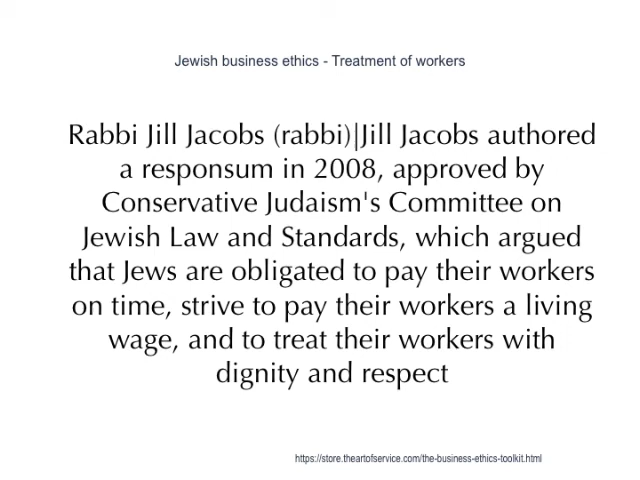 Jewish business ethics - Treatment of workers
Rabbi Jill Jacobs (rabbi)|Jill Jacobs authored
a responsum in 2008, approved by
Conservative Judaism's Committee on
Jewish Law and Standards, which argued
that Jews are obligated to pay their workers
on time, strive to pay their workers a living
wage, and to treat their workers with
dignity and respect
https://store.theartofservice.com/the-business-ethics-toolkit.html